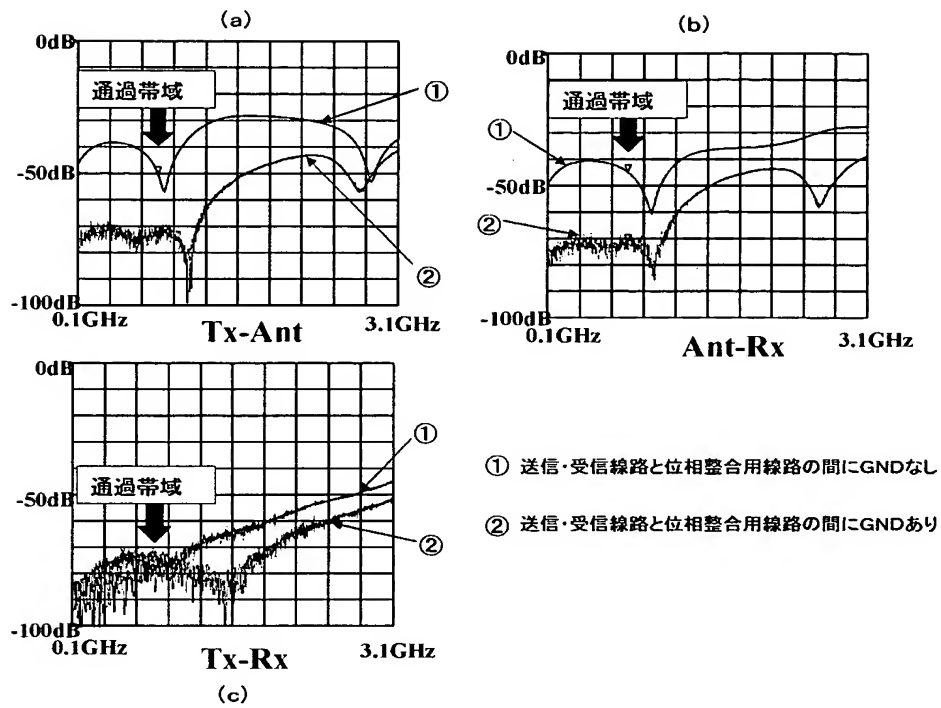 (a)
0dB
通過帯域
①
-50dB
②
-100dB
0.1GHz
Tx-Ant
3.1GHz
(b)
0dB
通過帯域
①
-50dB
②
-100dB
0.1GHz
Ant-Rx
3.1GHz
0dB
①
通過帯域
-50dB
②
-100dB
0.1GHz
Tx-Rx
3.1GHz
(c)
① 送信・受信線路と位相整合用線路の間にGNDなし
② 送信・受信線路と位相整合用線路の間にGNDあり